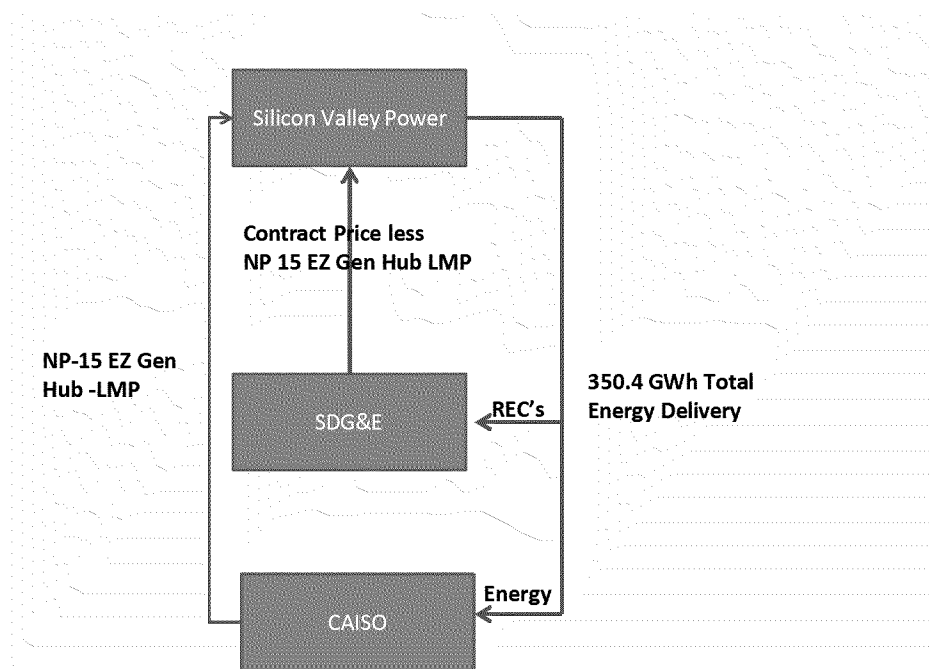 Silicon Valley Power
Contract Price less
NP 15 EZ Gen Hub LMP
NP-15 EZ Gen
Hub -LMP
350.4 GWh Total
Energy Delivery
SDG&E
REC's
Energy
CAISO